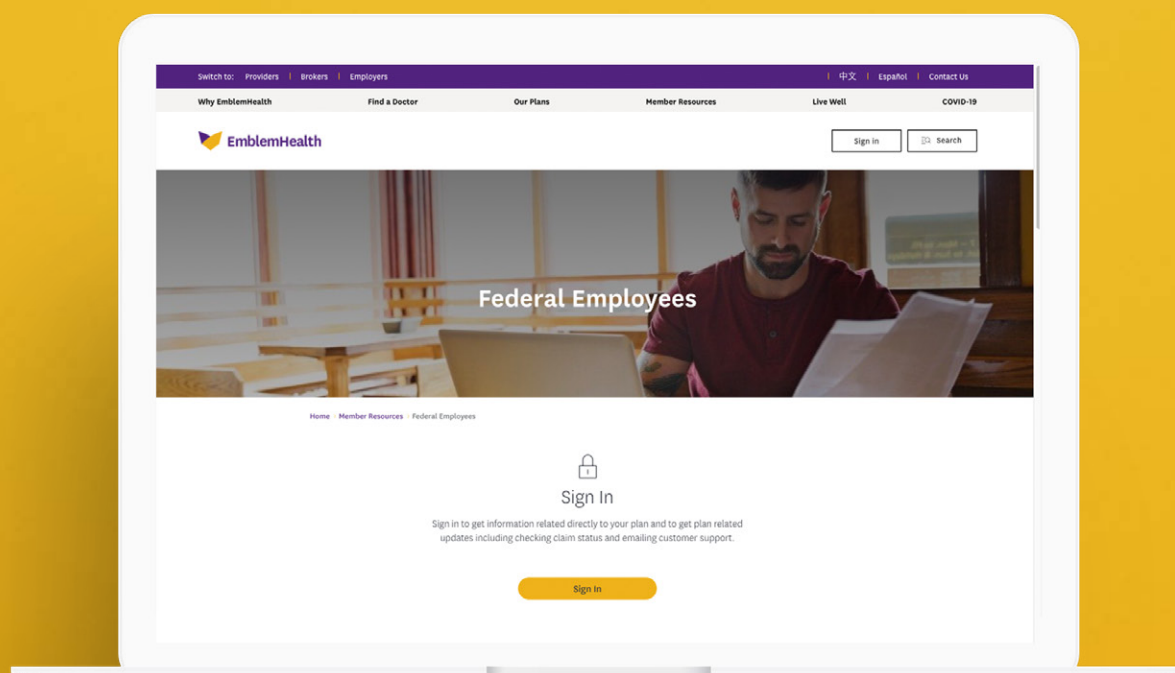 Switch to: Providers | Brokers | Employers | 中文 | Español | Contact Us
Why EmblemHealth Find a Doctor Our Plans Member Resources Live Well COVID-19
EmblemHealth Sign in Search
Federal Employees
Home Member Resources Federal Employees
Sign In
Sign in to get information related directly to your plan and to get plan related
updates including checking claim status and emailing customer support.
Sign In